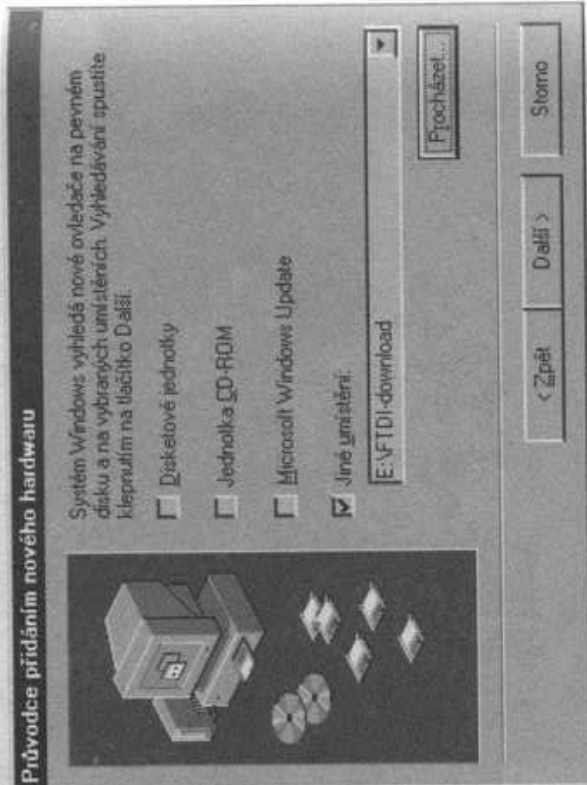 Průvodce přidáním nového hardwaru
Systém Windows vyhledá nové ovladače na pevném
disku a na vybraných umístěních. Vyhledávání spustíte
klepnutím na tlačítko Další.
Disketové jednotky
Jednotka CD-ROM
Microsoft Windows Update
Jiné umístění:
E:\FTDI-download
Procházet...
< Zpět
Další >
Storno